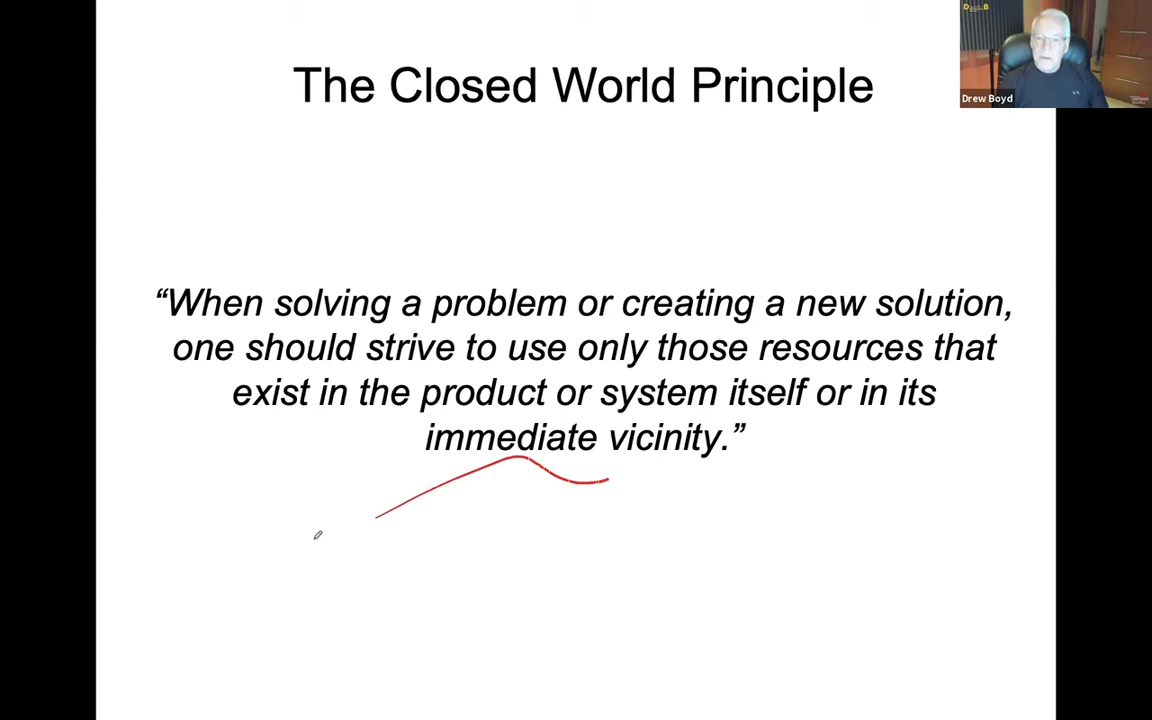 The Closed World Principle
“When solving a problem or creating a new solution,
one should strive to use only those resources that
exist in the product or system itself or in its
immediate vicinity.”
D B
Drew Boyd